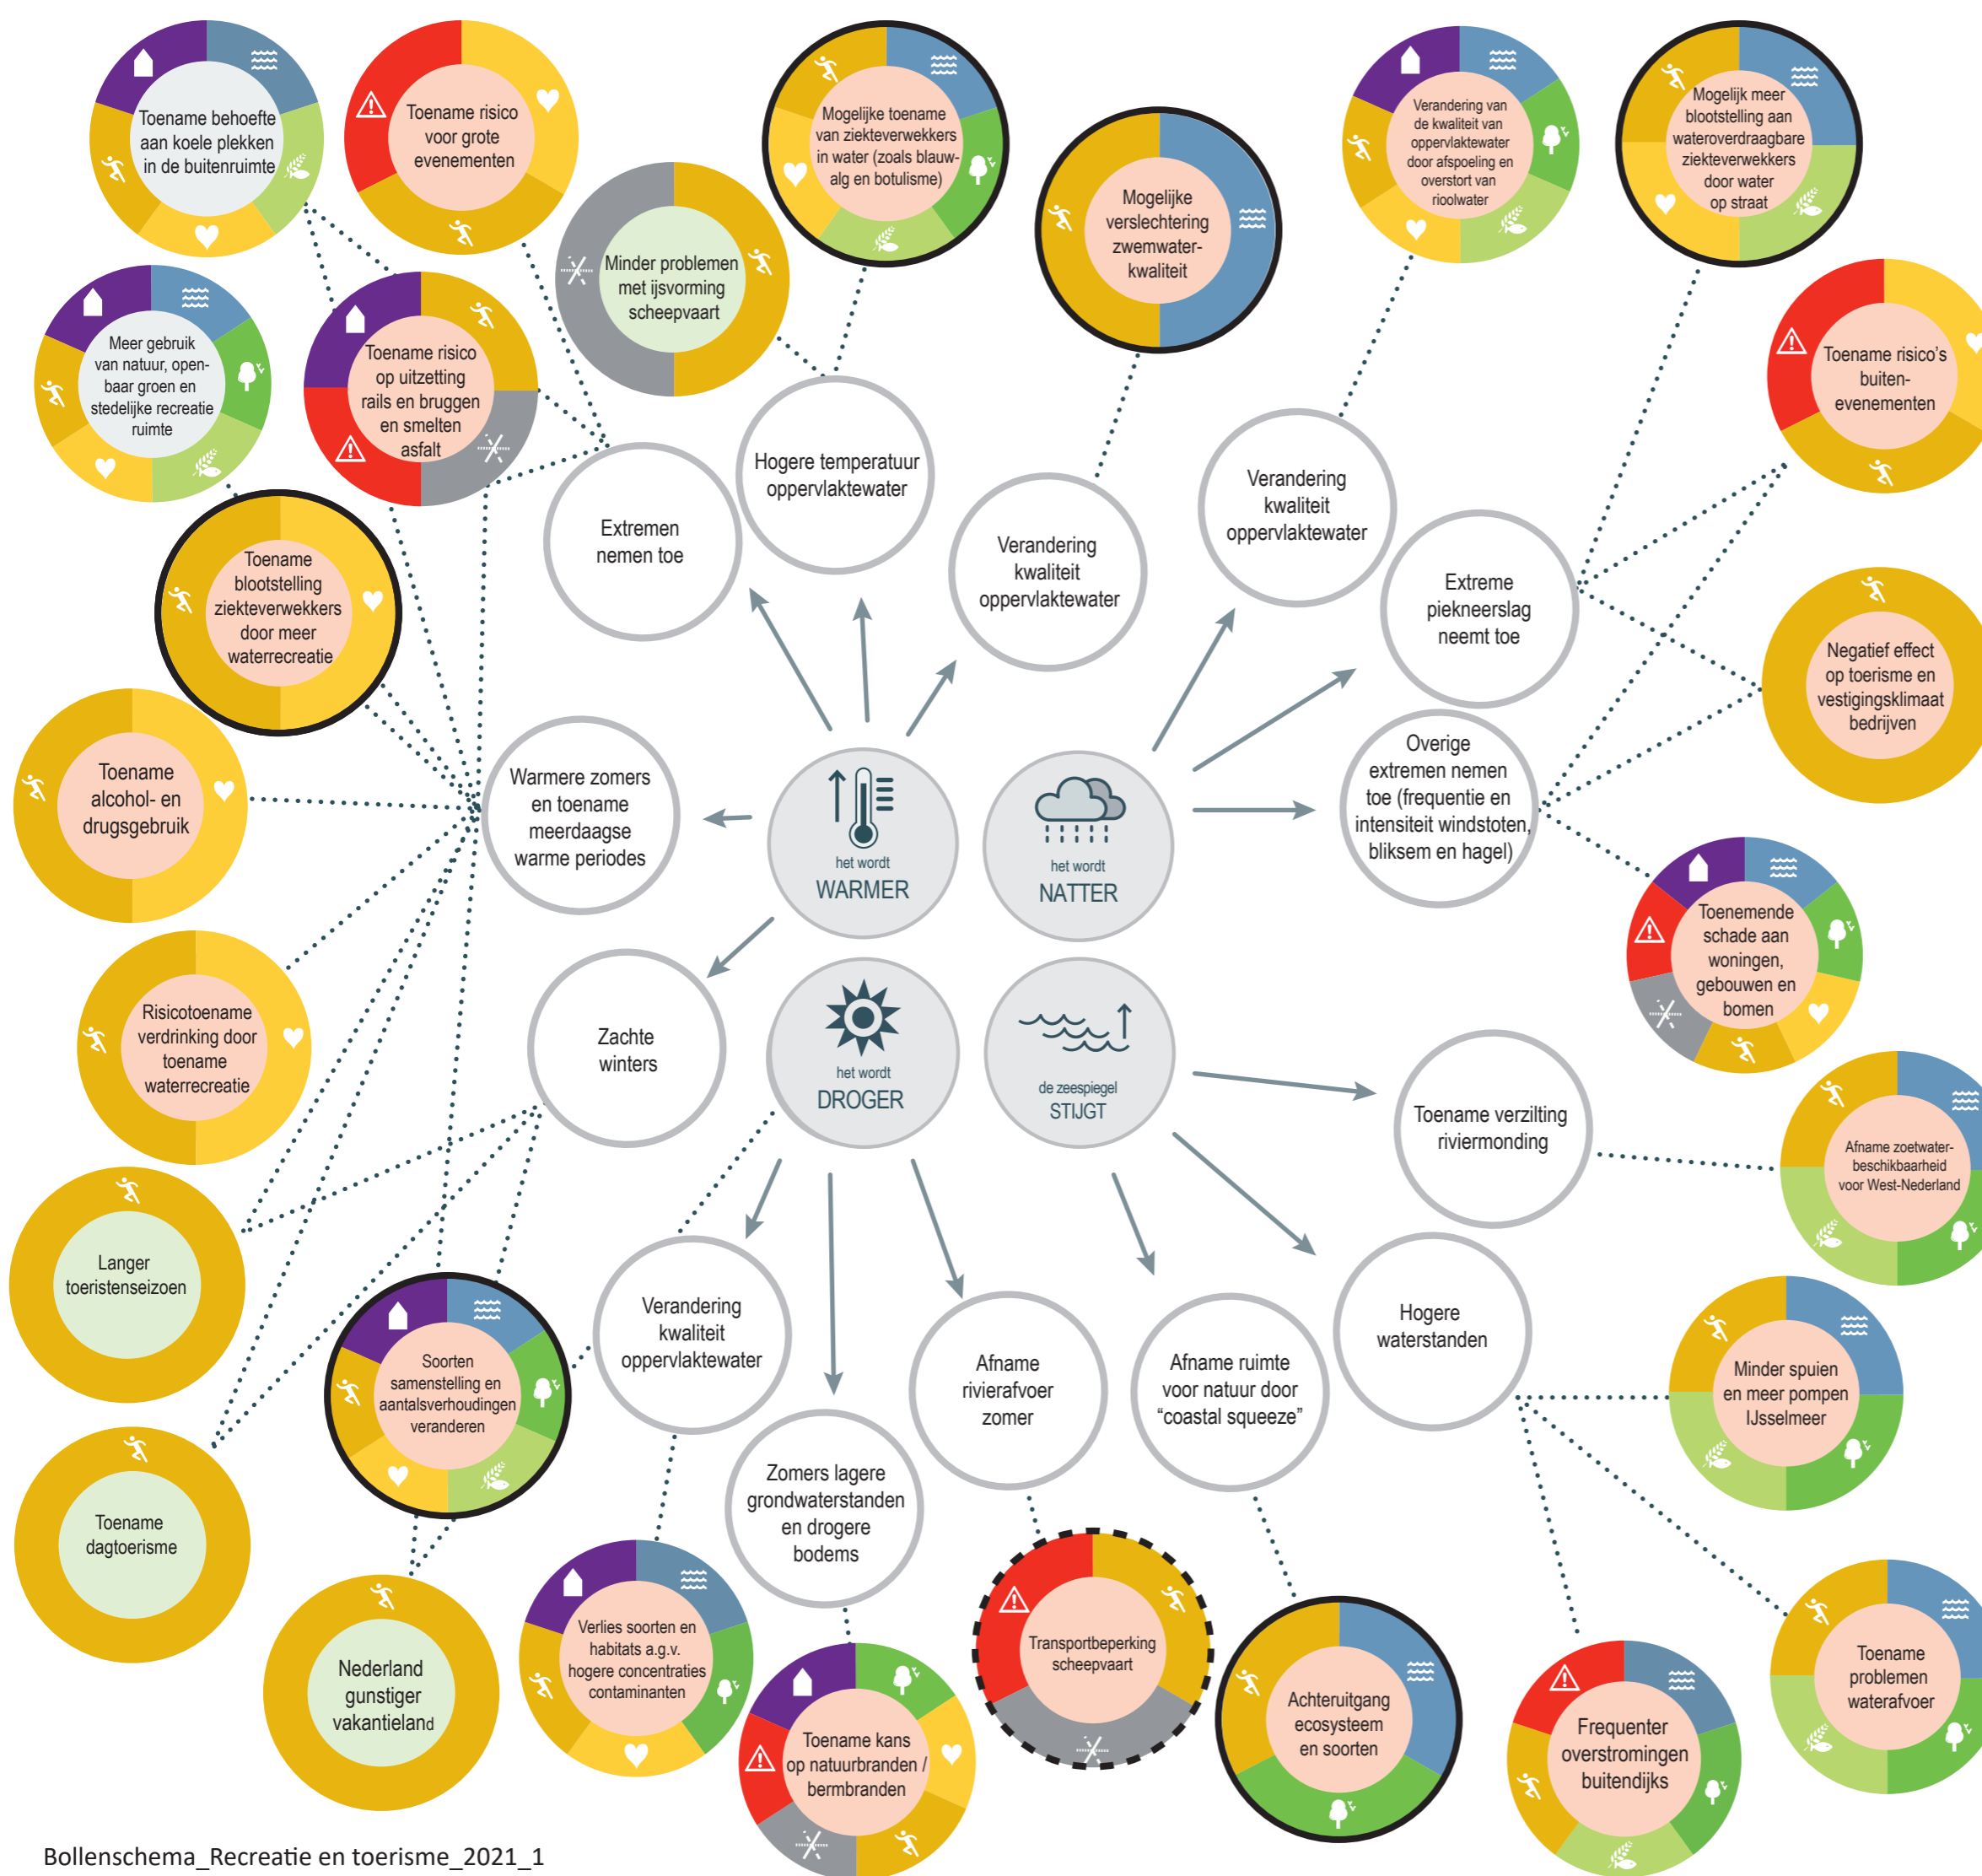 Toename behoefte
aan koele plekken
in de buitenruimte
Toename risico
voor grote
evenementen
Mogelijke toename
van ziekteverwekkers
in water (zoals blauw-
alg en botulisme)
Minder problemen
met ijsvorming
scheepvaart
Mogelijke
verslechtering
zwemwater-
kwaliteit
Verandering van
de kwaliteit van
oppervlaktewater
door afspoeling en
overstort van
rioolwater
Mogelijk meer
blootstelling aan
wateroverdraagbare
ziekteverwekkers
door water
op straat
Meer gebruik
van natuur, open-
baar groen en
stedelijke recreatie
ruimte
Toename risico
op uitzetting
rails en bruggen
en smelten
asfalt
Toename risico's
buiten-
evenementen
Extremen
nemen toe
Hogere temperatuur
oppervlaktewater
Verandering
kwaliteit
oppervlaktewater
Verandering
kwaliteit
oppervlaktewater
Extreme
piekneerslag
neemt toe
Toename
blootstelling
ziekteverwekkers
door meer
waterrecreatie
Negatief effect
op toerisme en
vestigingsklimaat
bedrijven
Toename
alcohol- en
drugsgebruik
Warmere zomers
en toename
meerdaagse
warme periodes
het wordt
WARMER
het wordt
NATTER
Overige
extremen nemen
toe (frequentie en
intensiteit windstoten,
bliksem en hagel)
Toenemende
schade aan
woningen,
gebouwen en
bomen
Risicotoename
verdrinking door
toename
waterrecreatie
Zachte
winters
het wordt
DROGER
de zeespiegel
STIJGT
Toename verzilting
riviermonding
Afname zoetwater-
beschikbaarheid
voor West-Nederland
Langer
toeristenseizoen
Soorten
samenstelling en
aantalsverhoudingen
veranderen
Verandering
kwaliteit
oppervlaktewater
Afname
rivierafvoer
zomer
Afname ruimte
voor natuur door
“coastal squeeze”
Hogere
waterstanden
Minder spuien
en meer pompen
IJsselmeer
Toename
dagtoerisme
Zomers lagere
grondwaterstanden
en drogere
bodems
Nederland
gunstiger
vakantieland
Verlies soorten en
habitats a.g.v.
hogere concentraties
contaminanten
Toename kans
op natuurbranden /
bermbranden
Transportbeperking
scheepvaart
Achteruitgang
ecosysteem
en soorten
Frequenter
overstromingen
buitendijks
Toename
problemen
waterafvoer
Bollenschema_Recreatie en toerisme_2021_1